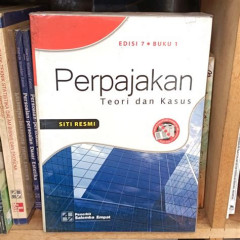 EDISI 7 • BUKU 1
Perpajakan
Teori dan Kasus
SITI RESMI
Penerbit
Salemba Empat